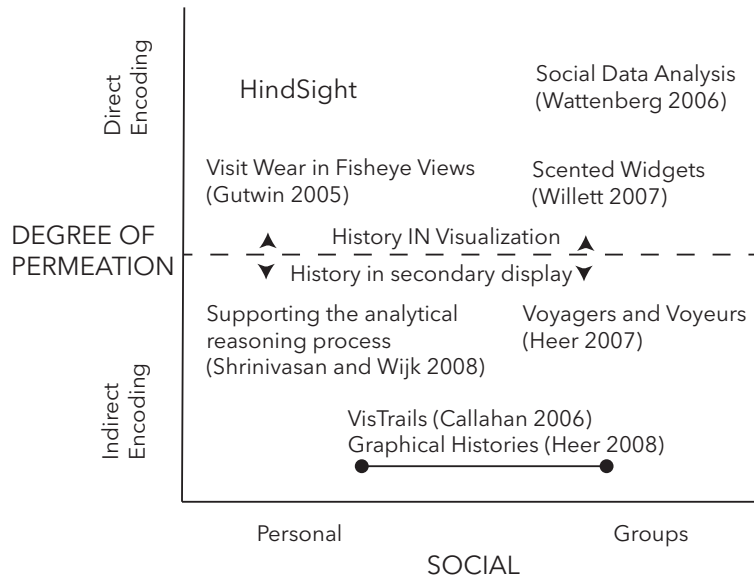 Direct
Encoding
HindSight
Social Data Analysis
(Wattenberg 2006)
Visit Wear in Fisheye Views
(Gutwin 2005)
Scented Widgets
(Willett 2007)
DEGREE OF
PERMEATION
History IN Visualization
History in secondary display
Supporting the analytical
reasoning process
(Shrinivasan and Wijk 2008)
Voyagers and Voyeurs
(Heer 2007)
Indirect
Encoding
VisTrails (Callahan 2006)
Graphical Histories (Heer 2008)
Personal
Groups
SOCIAL